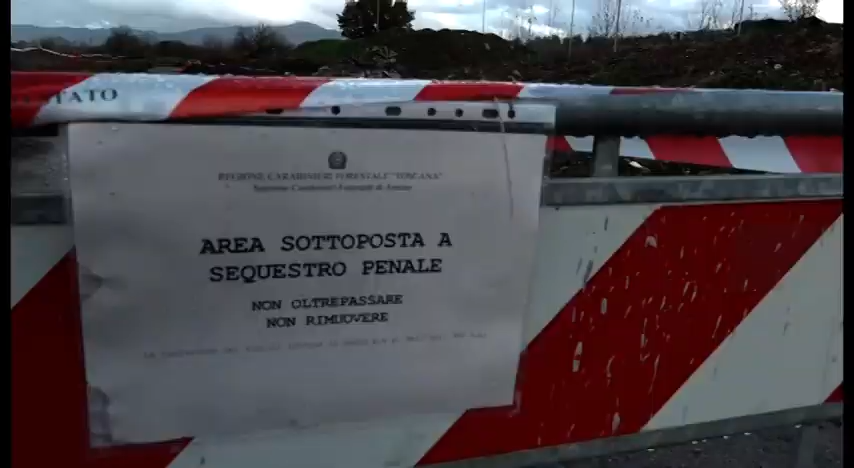 TATO
REGIONE CARABINIERI FORESTALE "TOSCANA"
AREA SOTTOPOSTA A
SEQUESTRO PENALE
NON OLTREPASSARE
NON RIMUOVERE